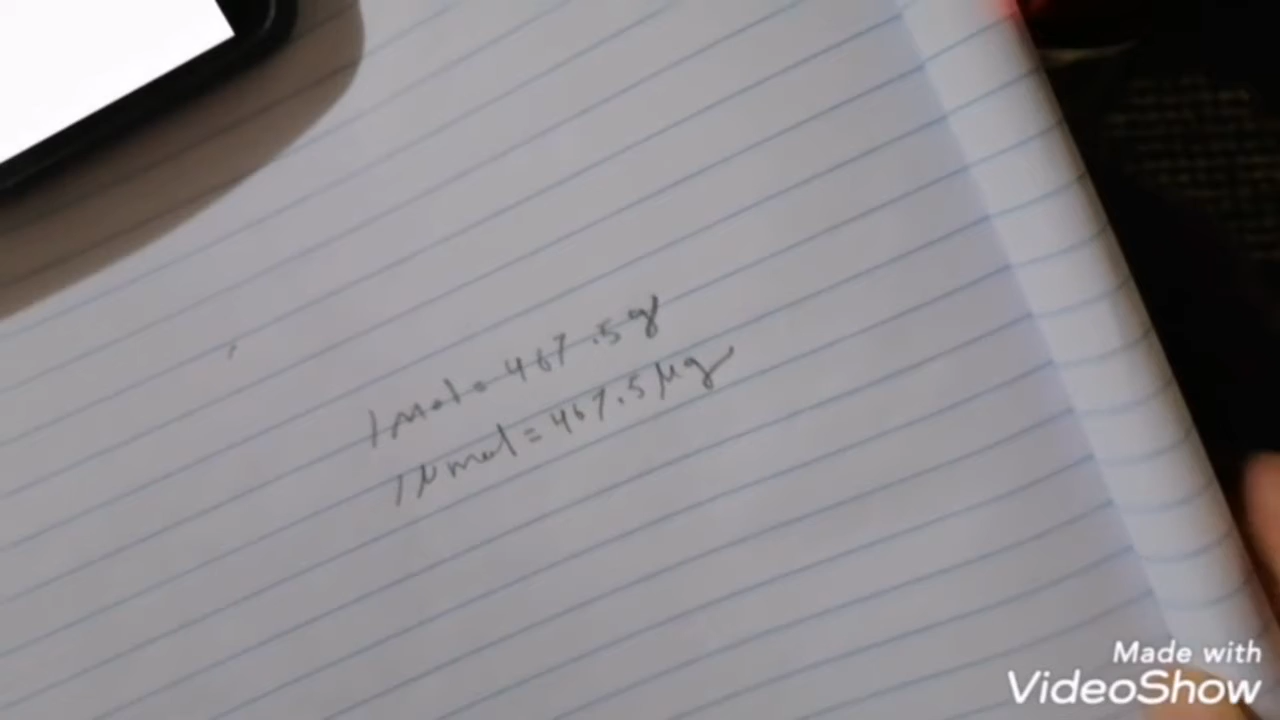 1 mol = 467.5 g
1 μmol = 467.5 μg
Made with
VideoShow